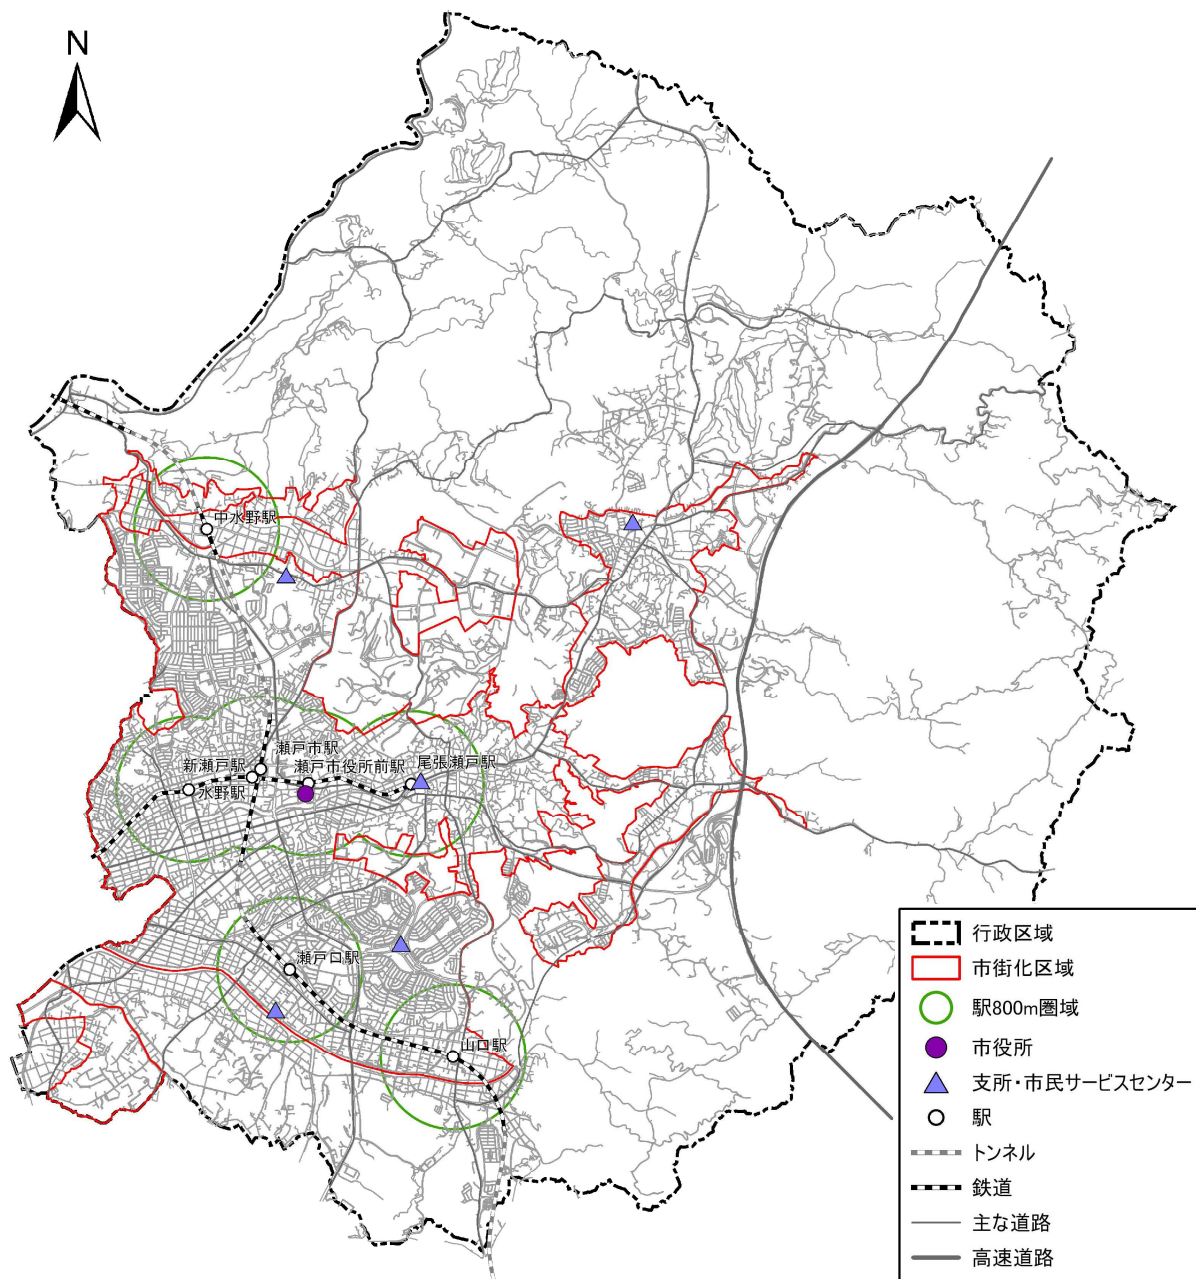 N
中水野駅
瀬戸市駅
新瀬戸駅
瀬戸市役所前駅
尾張瀬戸駅
水野駅
瀬戸口駅
山口駅
行政区域
市街化区域
駅800m圏域
市役所
支所・市民サービスセンター
駅
トンネル
鉄道
主な道路
高速道路